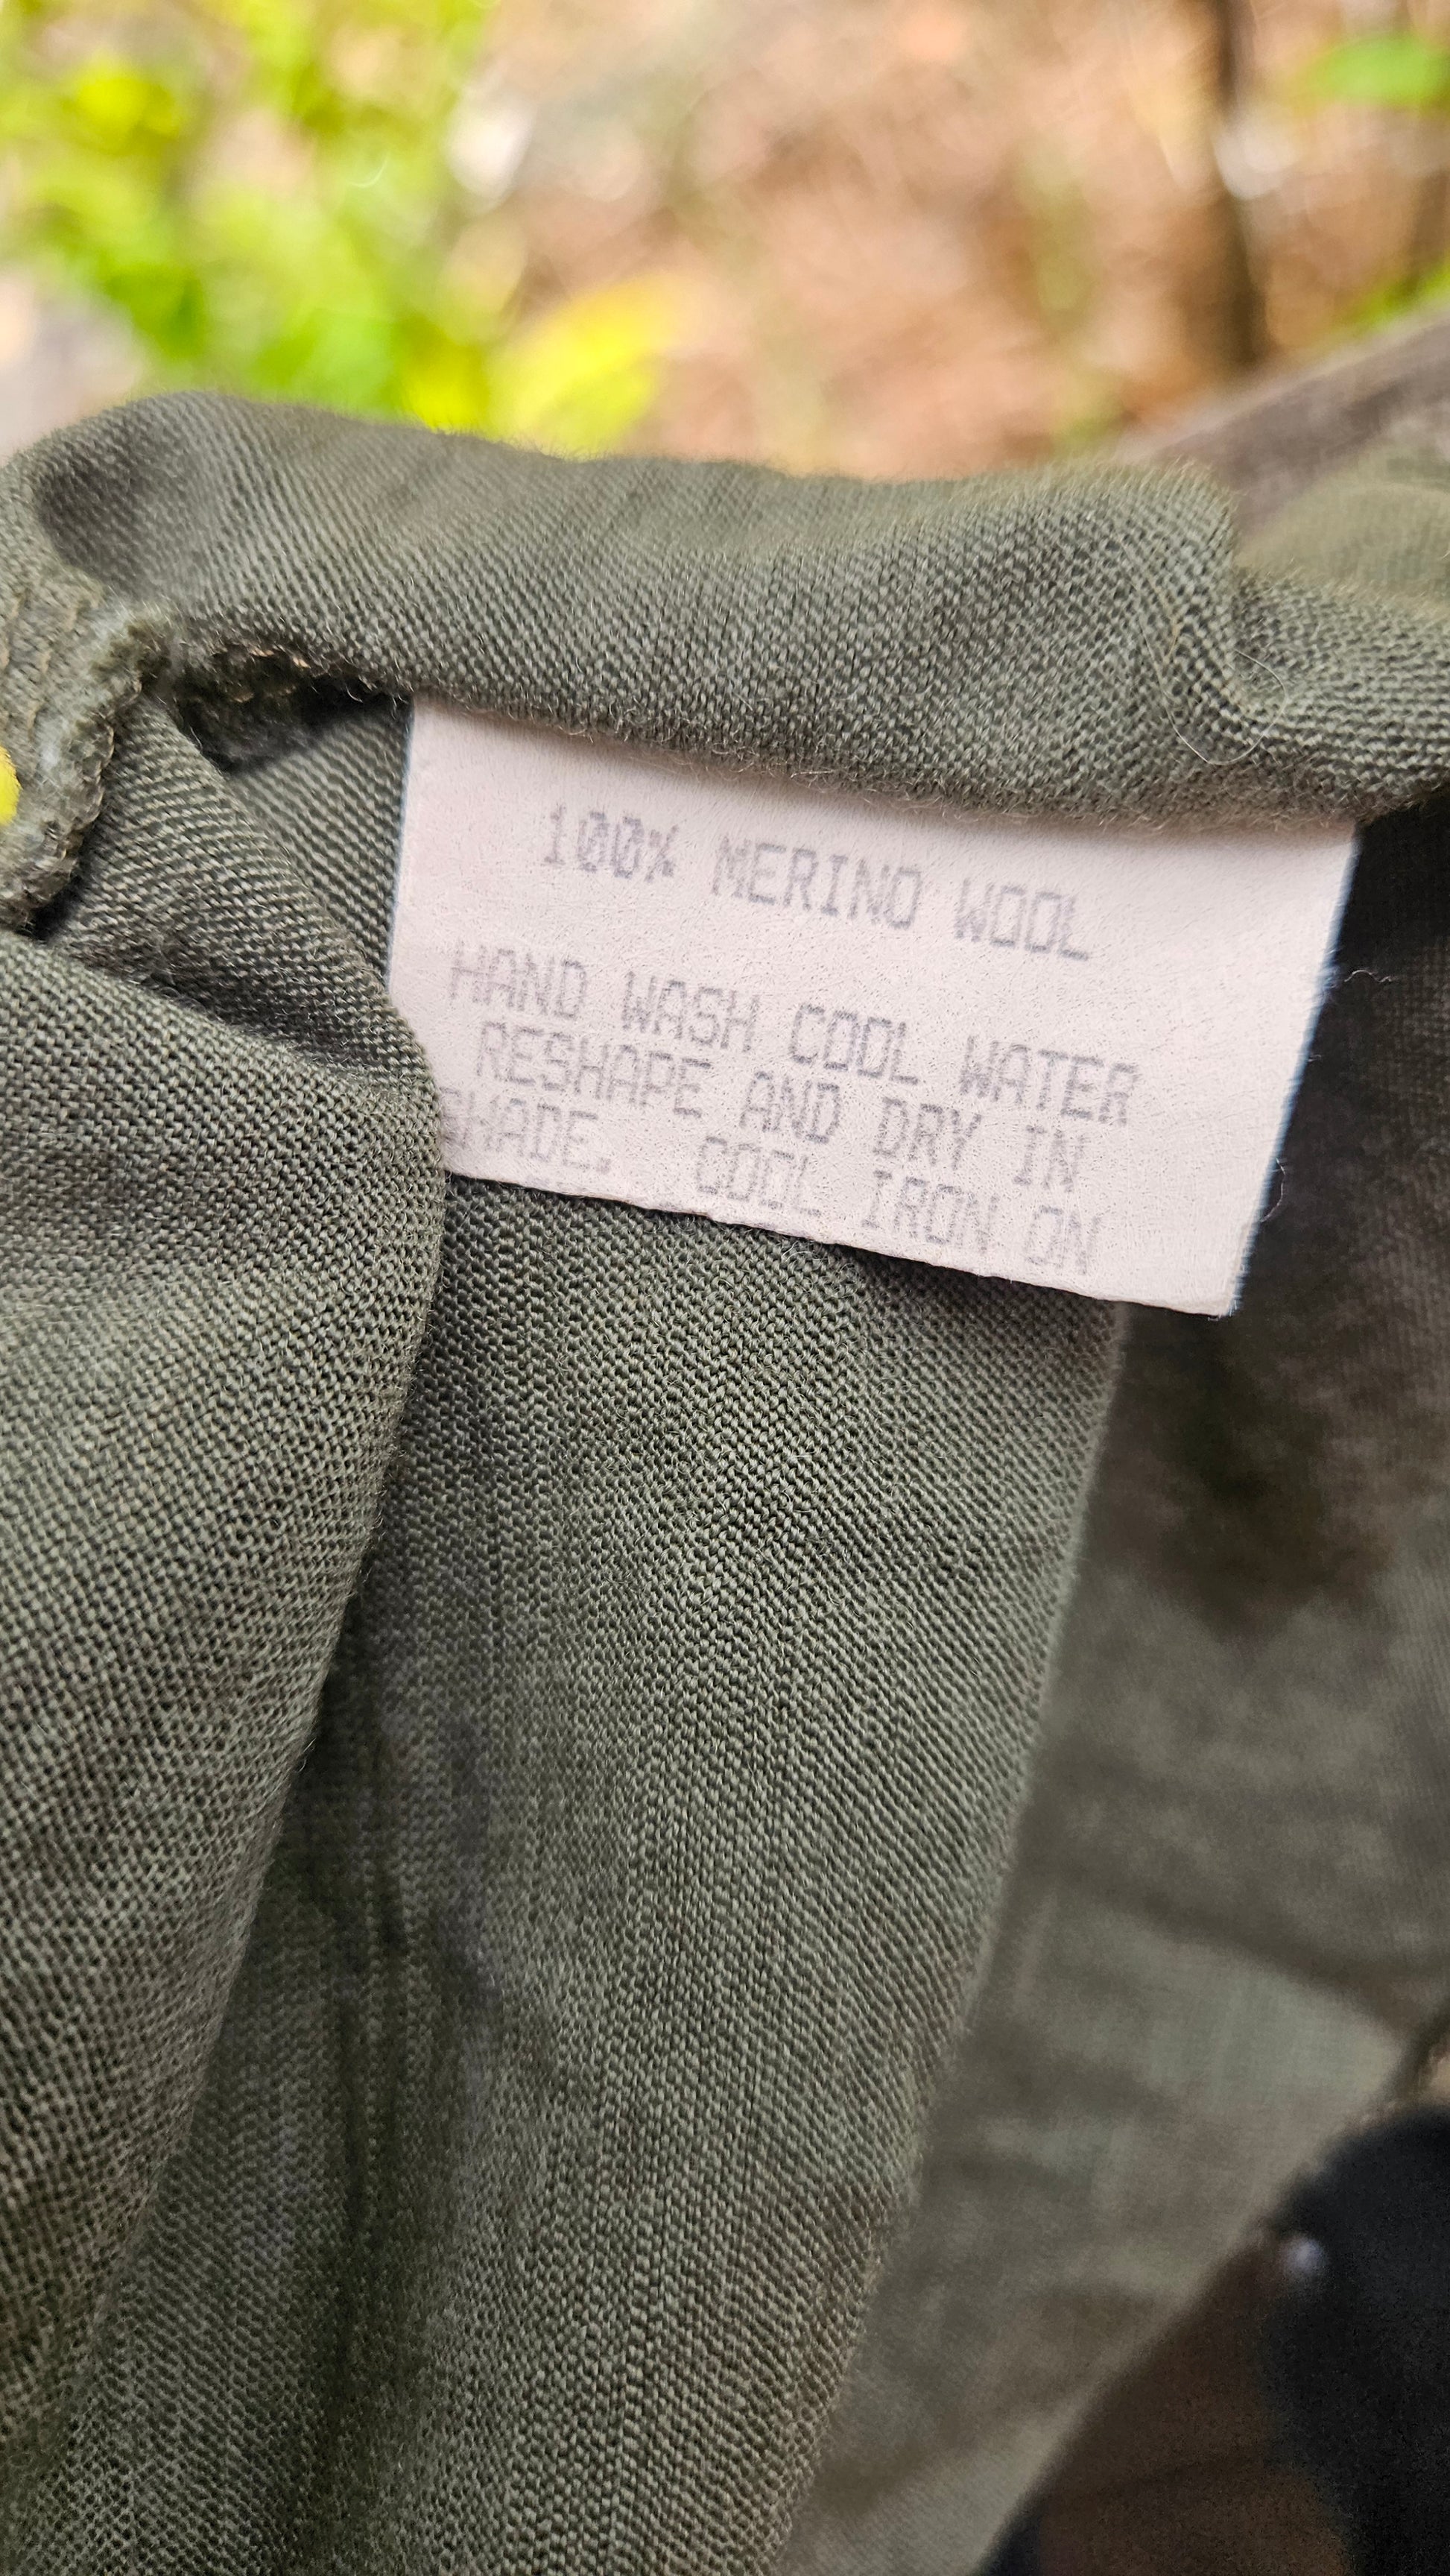 100% MERINO WOOL
HAND WASH COOL WATER
RESHAPE AND DRY IN
SHADE. COOL IRON ON